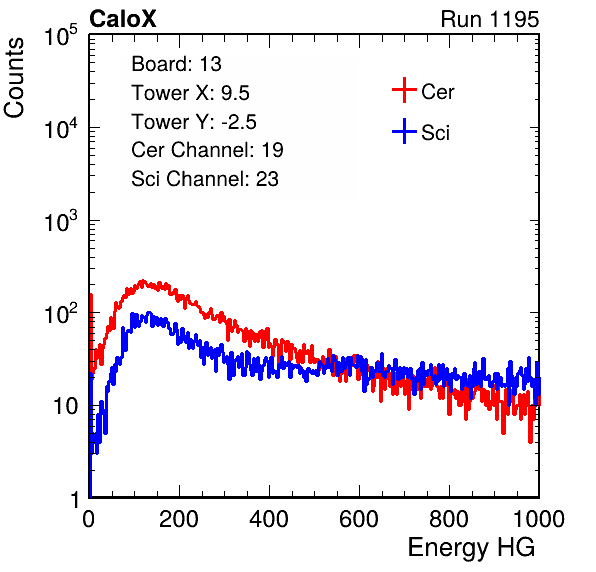 CaloX Run 1195
Counts
10^5
10^4
10^3
10^2
10
1
Board: 13
Tower X: 9.5
Tower Y: -2.5
Cer Channel: 19
Sci Channel: 23
Cer
Sci
0 200 400 600 800 1000
Energy HG